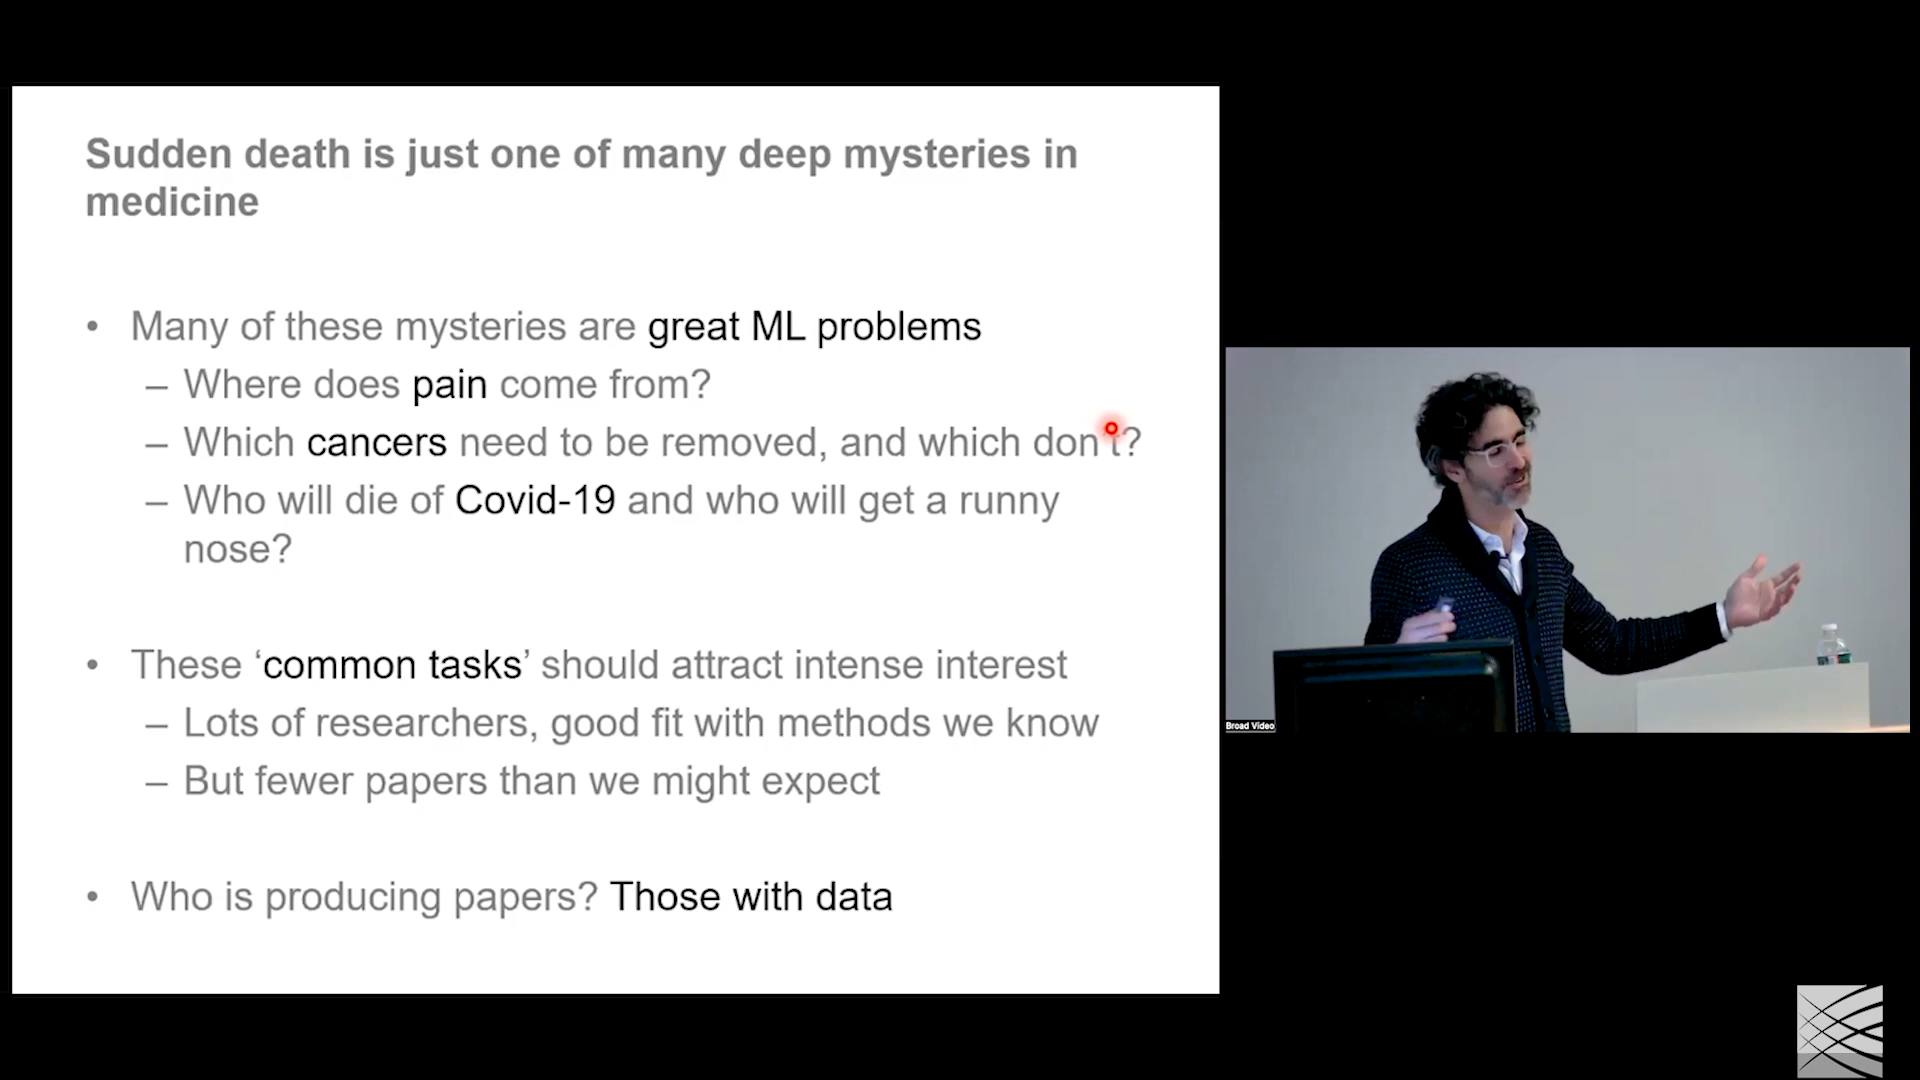 Sudden death is just one of many deep mysteries in
medicine
• Many of these mysteries are great ML problems
– Where does pain come from?
– Which cancers need to be removed, and which don't?
– Who will die of Covid-19 and who will get a runny
nose?
• These ‘common tasks’ should attract intense interest
– Lots of researchers, good fit with methods we know
– But fewer papers than we might expect
• Who is producing papers? Those with data
Broad Video